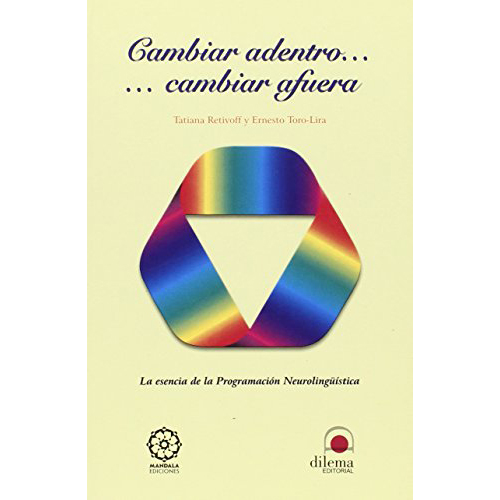 Cambiar adentro...
... cambiar afuera
Tatiana Retivoff y Ernesto Toro-Lira
La esencia de la Programación Neurolingüística
MANDALA
EDICIONES
dilema
EDITORIAL